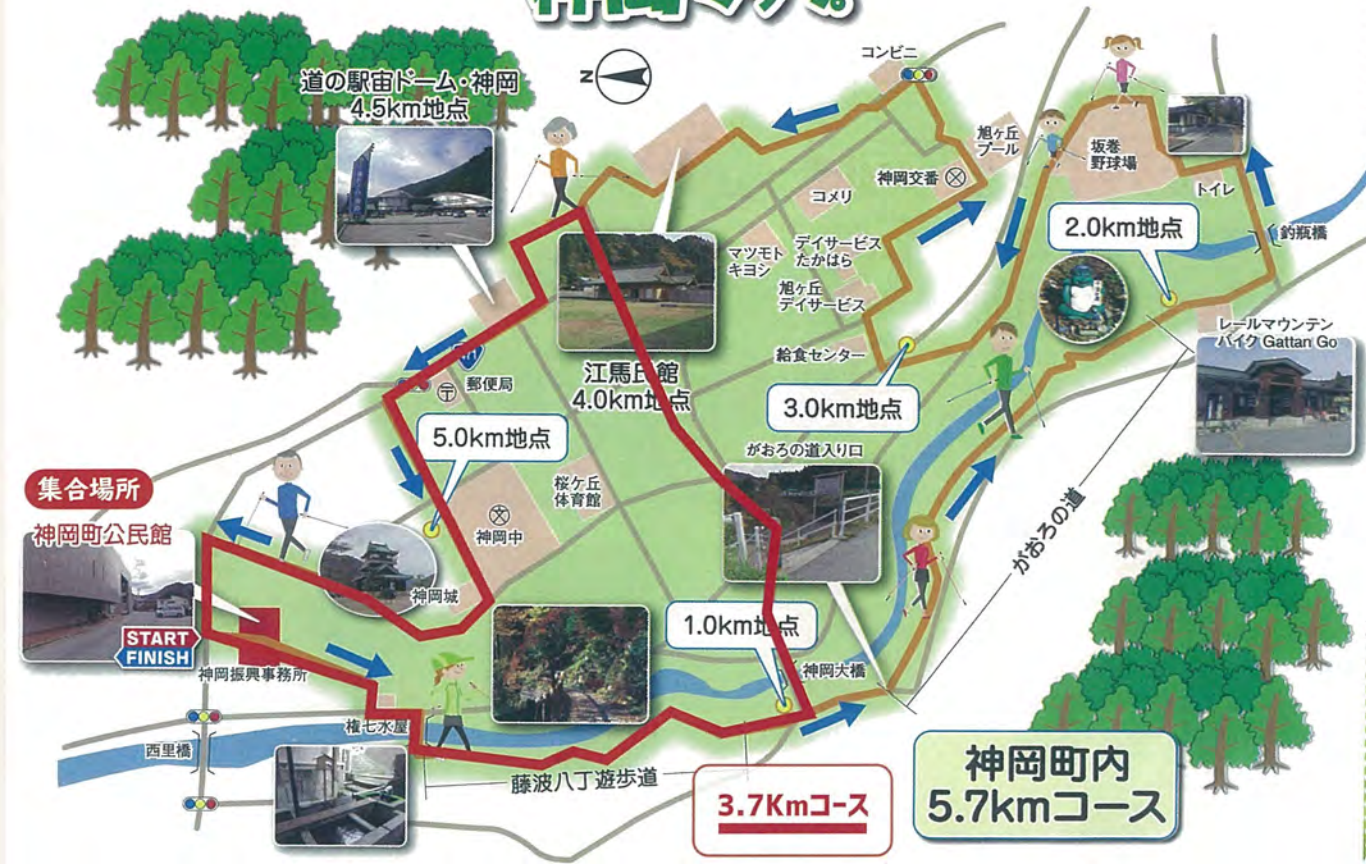 神岡マップ
コンビニ
道の駅宙ドーム・神岡
4.5km地点
N
旭ヶ丘
プール
坂巻
野球場
神岡交番
トイレ
コメリ
2.0km地点
釣瓶橋
マツモト
キヨシ
デイサービス
たかはら
旭ヶ丘
デイサービス
レールマウンテン
バイク Gattan Go
給食センター
江馬氏館
4.0km地点
郵便局
3.0km地点
5.0km地点
がおろの道入り口
集合場所
神岡町公民館
桜ケ丘
体育館
神岡中
がおろの道
神岡城
1.0km地点
START
FINISH
神岡大橋
神岡振興事務所
権七水屋
西里橋
藤波八丁遊歩道
3.7Kmコース
神岡町内
5.7kmコース